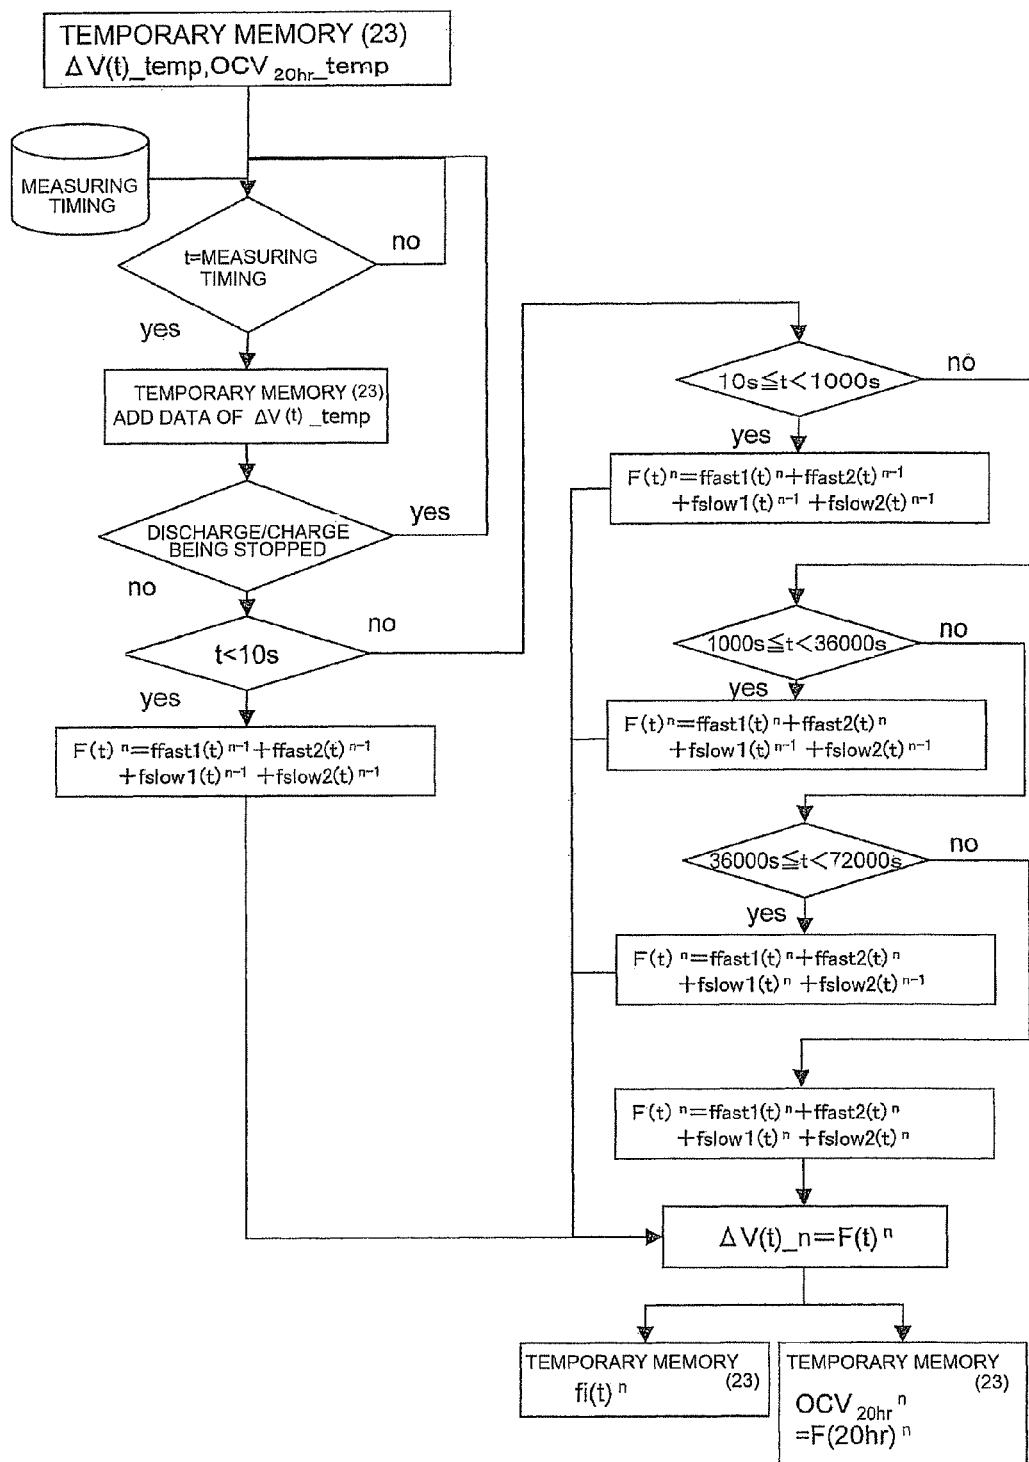 TEMPORARY MEMORY (23)
ΔV(t)_temp,OCV₂₀ₕᵣ_temp
MEASURING
TIMING
t=MEASURING
TIMING
no
yes
TEMPORARY MEMORY (23)
ADD DATA OF ΔV(t)_temp
DISCHARGE/CHARGE
BEING STOPPED
yes
no
t<10s
no
yes
F(t)ⁿ=ffast1(t)ⁿ⁻¹+ffast2(t)ⁿ⁻¹
+fslow1(t)ⁿ⁻¹+fslow2(t)ⁿ⁻¹
10s≦t<1000s
no
yes
F(t)ⁿ=ffast1(t)ⁿ+ffast2(t)ⁿ⁻¹
+fslow1(t)ⁿ⁻¹+fslow2(t)ⁿ⁻¹
1000s≦t<36000s
no
yes
F(t)ⁿ=ffast1(t)ⁿ+ffast2(t)ⁿ
+fslow1(t)ⁿ⁻¹+fslow2(t)ⁿ⁻¹
36000s≦t<72000s
no
yes
F(t)ⁿ=ffast1(t)ⁿ+ffast2(t)ⁿ
+fslow1(t)ⁿ+fslow2(t)ⁿ⁻¹
F(t)ⁿ=ffast1(t)ⁿ+ffast2(t)ⁿ
+fslow1(t)ⁿ+fslow2(t)ⁿ
ΔV(t)_n=F(t)ⁿ
TEMPORARY MEMORY
(23)
fi(t)ⁿ
TEMPORARY MEMORY
(23)
OCV₂₀ₕᵣⁿ
=F(20hr)ⁿ